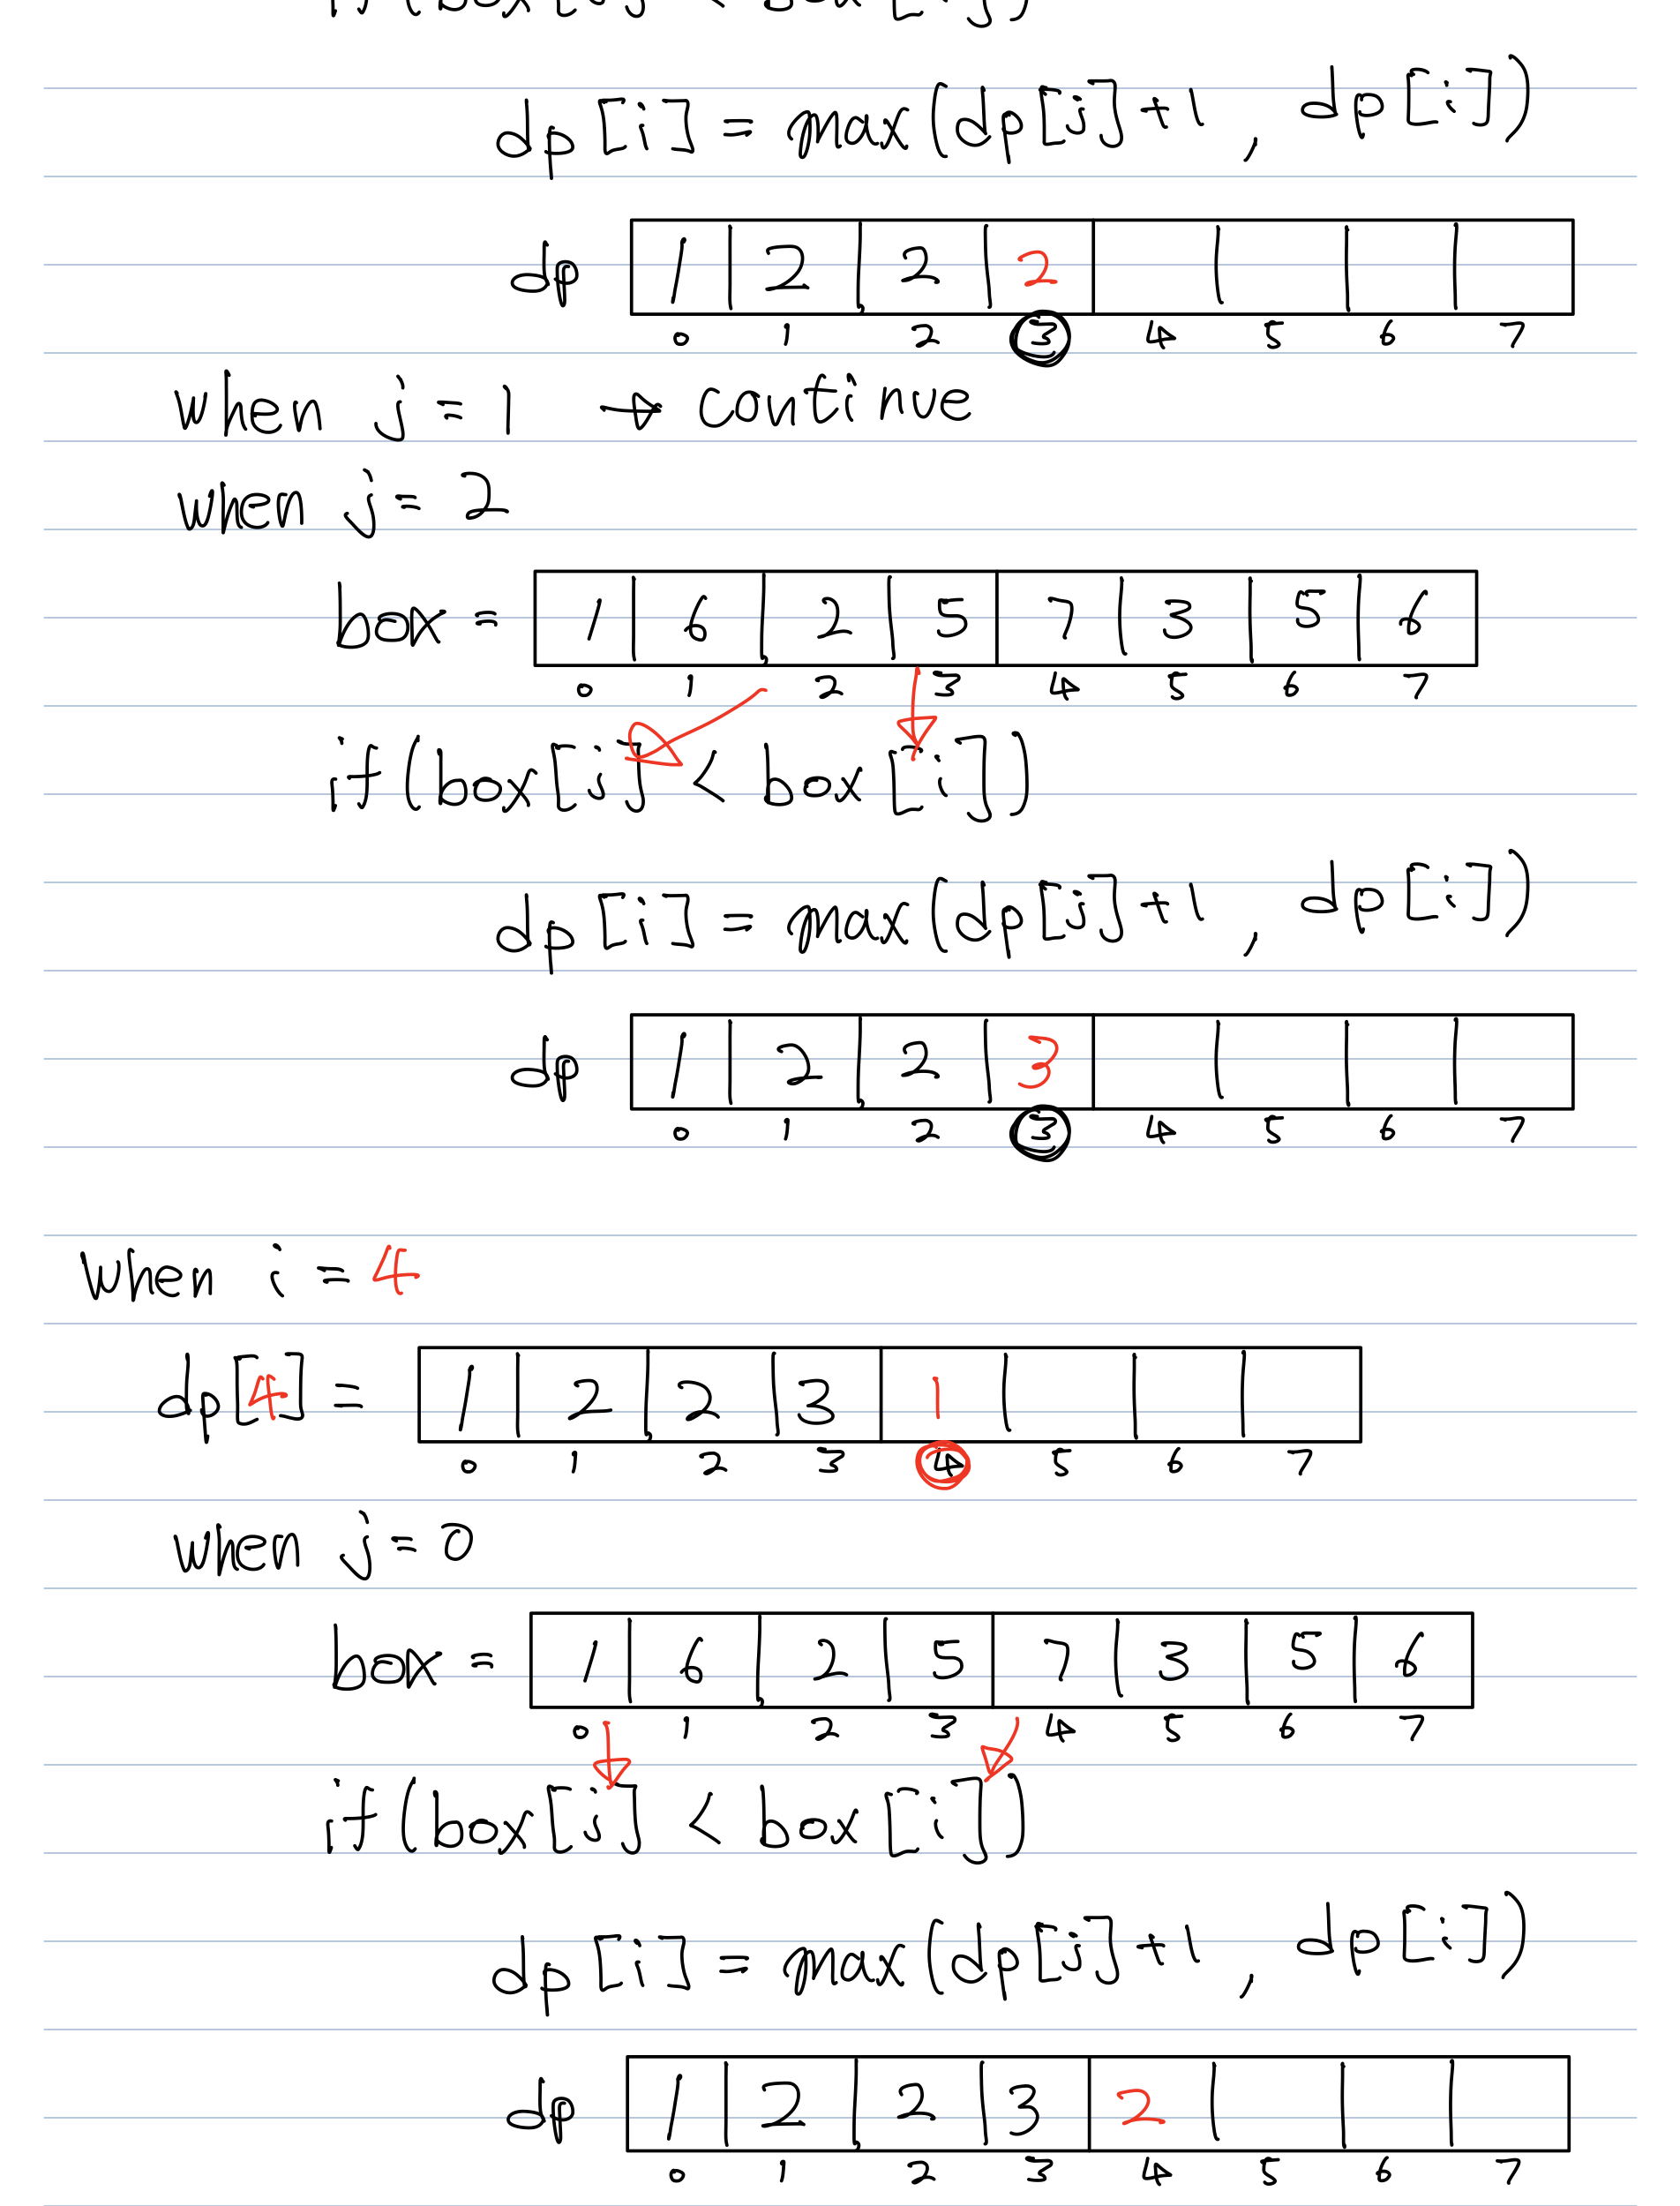 if(box[j] < box[i])
dp[i] = max(dp[j]+1 , dp[i])
dp 1 2 2 2
0 1 2 3 4 5 6 7
when j = 1 → continue
when j = 2
box = 1 6 2 5 7 3 5 6
0 1 2 3 4 5 6 7
if(box[j] < box[i])
dp[i] = max(dp[j]+1 , dp[i])
dp 1 2 2 3
0 1 2 3 4 5 6 7
when i = 4
dp[4] = 1 2 2 3 1
0 1 2 3 4 5 6 7
when j = 0
box = 1 6 2 5 7 3 5 6
0 1 2 3 4 5 6 7
if(box[j] < box[i])
dp[i] = max(dp[j]+1 , dp[i])
dp 1 2 2 3 2
0 1 2 3 4 5 6 7